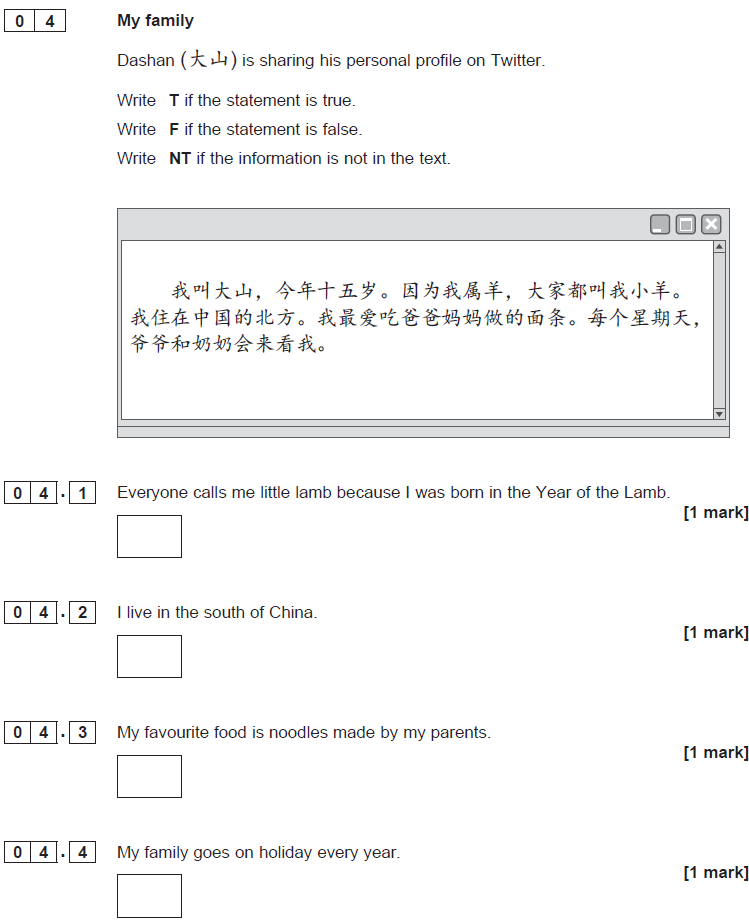 0 4 My family
Dashan (大山) is sharing his personal profile on Twitter.
Write T if the statement is true.
Write F if the statement is false.
Write NT if the information is not in the text.
我叫大山，今年十五岁。因为我属羊，大家都叫我小羊。
我住在中国的北方。我最爱吃爸爸妈妈做的面条。每个星期天，
爷爷和奶奶会来看我。
0 4 . 1 Everyone calls me little lamb because I was born in the Year of the Lamb.
[1 mark]
0 4 . 2 I live in the south of China.
[1 mark]
0 4 . 3 My favourite food is noodles made by my parents.
[1 mark]
0 4 . 4 My family goes on holiday every year.
[1 mark]